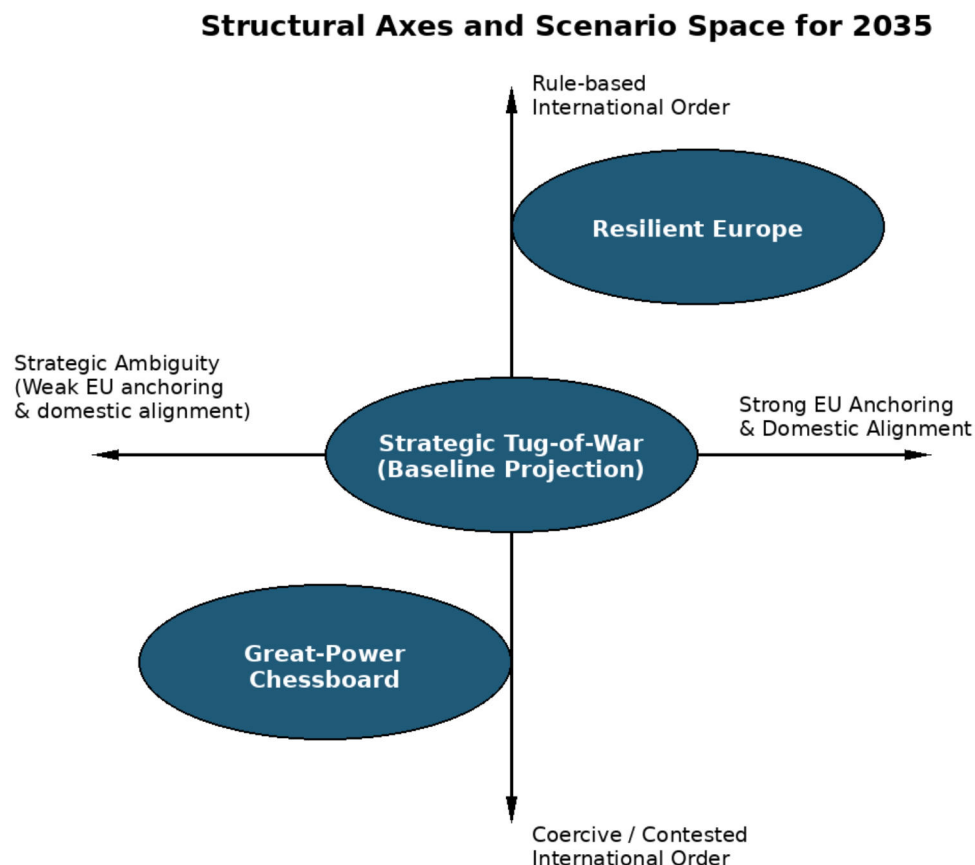 Structural Axes and Scenario Space for 2035
Rule-based
International Order
Resilient Europe
Strategic Ambiguity
(Weak EU anchoring
& domestic alignment)
Strong EU Anchoring
& Domestic Alignment
Strategic Tug-of-War
(Baseline Projection)
Great-Power
Chessboard
Coercive / Contested
International Order